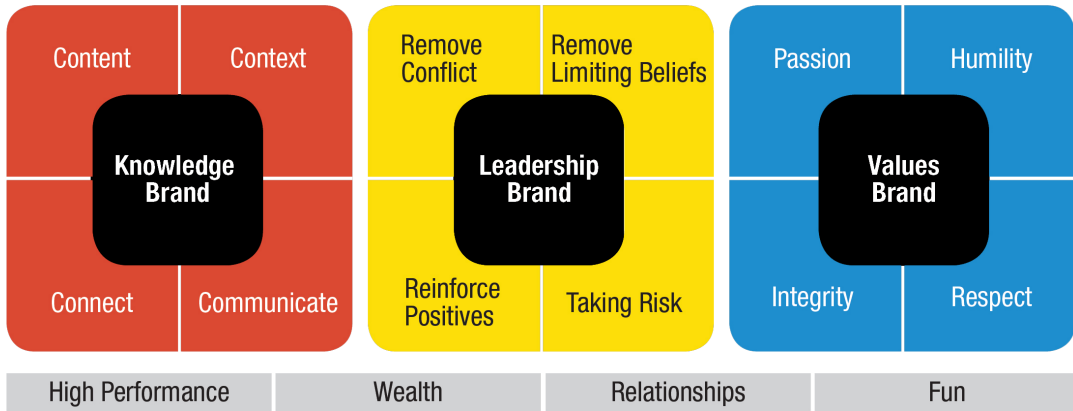 Content
Context
Knowledge
Brand
Connect
Communicate
Remove
Conflict
Remove
Limiting Beliefs
Leadership
Brand
Reinforce
Positives
Taking Risk
Passion
Humility
Values
Brand
Integrity
Respect
High Performance
Wealth
Relationships
Fun